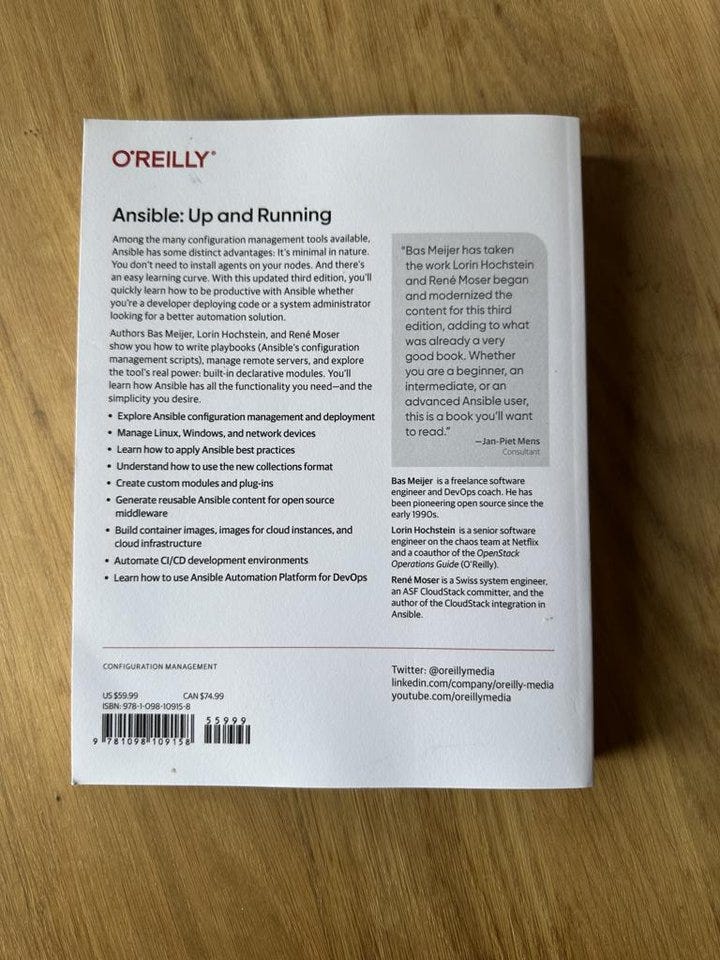 O'REILLY®
Ansible: Up and Running
Among the many configuration management tools available,
Ansible has some distinct advantages: It's minimal in nature.
You don't need to install agents on your nodes. And there's
an easy learning curve. With this updated third edition, you'll
quickly learn how to be productive with Ansible whether
you're a developer deploying code or a system administrator
looking for a better automation solution.
Authors Bas Meijer, Lorin Hochstein, and René Moser
show you how to write playbooks (Ansible's configuration
management scripts), manage remote servers, and explore
the tool's real power: built-in declarative modules. You'll
learn how Ansible has all the functionality you need—and the
simplicity you desire.
• Explore Ansible configuration management and deployment
• Manage Linux, Windows, and network devices
• Learn how to apply Ansible best practices
• Understand how to use the new collections format
• Create custom modules and plug-ins
• Generate reusable Ansible content for open source
middleware
• Build container images, images for cloud instances, and
cloud infrastructure
• Automate CI/CD development environments
• Learn how to use Ansible Automation Platform for DevOps
"Bas Meijer has taken
the work Lorin Hochstein
and René Moser began
and modernized the
content for this third
edition, adding to what
was already a very
good book. Whether
you are a beginner, an
intermediate, or an
advanced Ansible user,
this is a book you'll want
to read."
—Jan-Piet Mens
Consultant
Bas Meijer is a freelance software
engineer and DevOps coach. He has
been pioneering open source since the
early 1990s.
Lorin Hochstein is a senior software
engineer on the chaos team at Netflix
and a coauthor of the OpenStack
Operations Guide (O'Reilly).
René Moser is a Swiss system engineer,
an ASF CloudStack committer, and the
author of the CloudStack integration in
Ansible.
CONFIGURATION MANAGEMENT
US $59.99 CAN $74.99
ISBN: 978-1-098-10915-8
55999
9 781098 109158
Twitter: @oreillymedia
linkedin.com/company/oreilly-media
youtube.com/oreillymedia